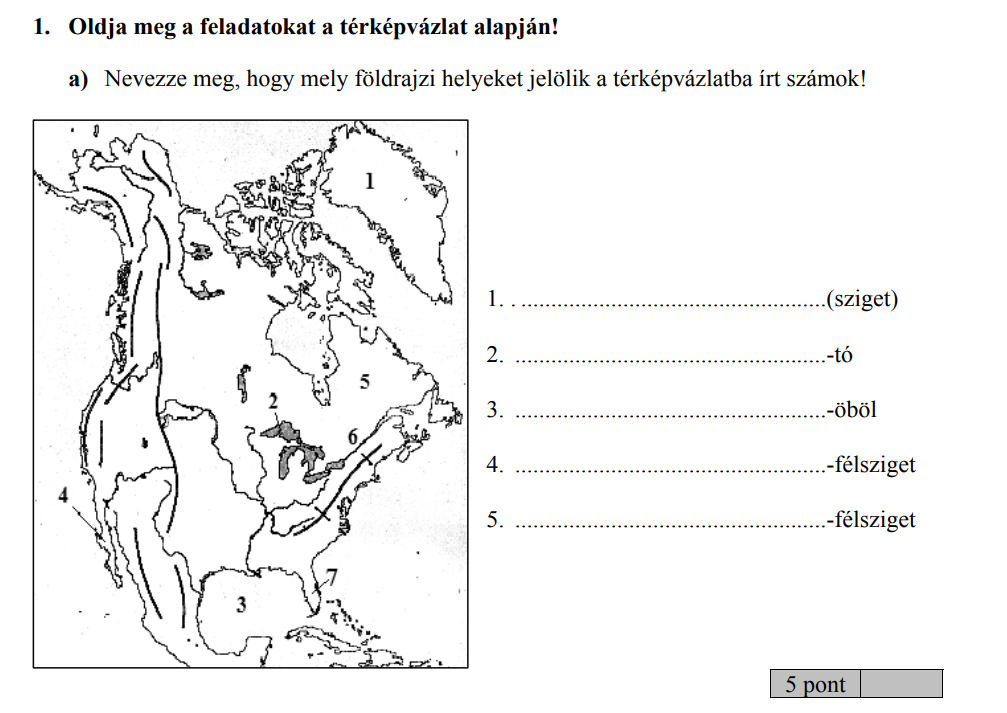 1. Oldja meg a feladatokat a térképvázlat alapján!
a) Nevezze meg, hogy mely földrajzi helyeket jelölik a térképvázlatba írt számok!
1
5
2
6
4
7
3
1. . ....................................................(sziget)
2. .....................................................-tó
3. .....................................................-öböl
4. .....................................................-félsziget
5. .....................................................-félsziget
5 pont